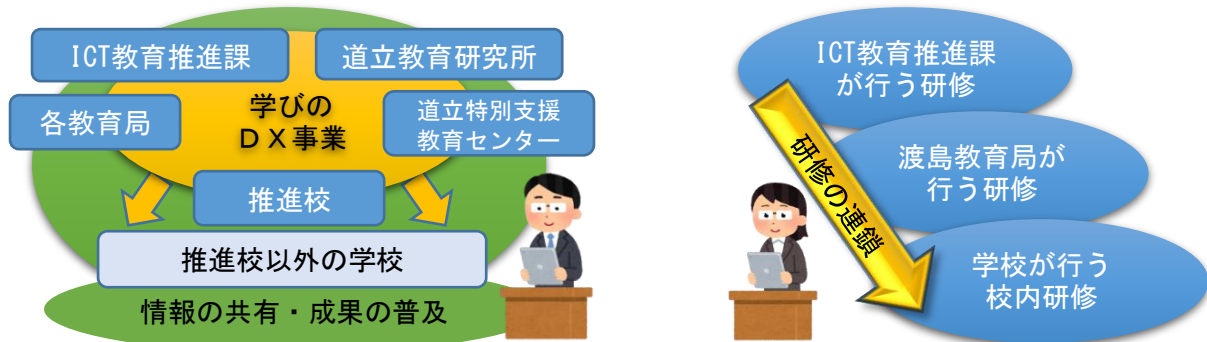 ICT教育推進課
道立教育研究所
各教育局
学びの
ＤＸ事業
道立特別支援
教育センター
推進校
推進校以外の学校
情報の共有・成果の普及
ICT教育推進課
が行う研修
研修の連鎖
渡島教育局が
行う研修
学校が行う
校内研修